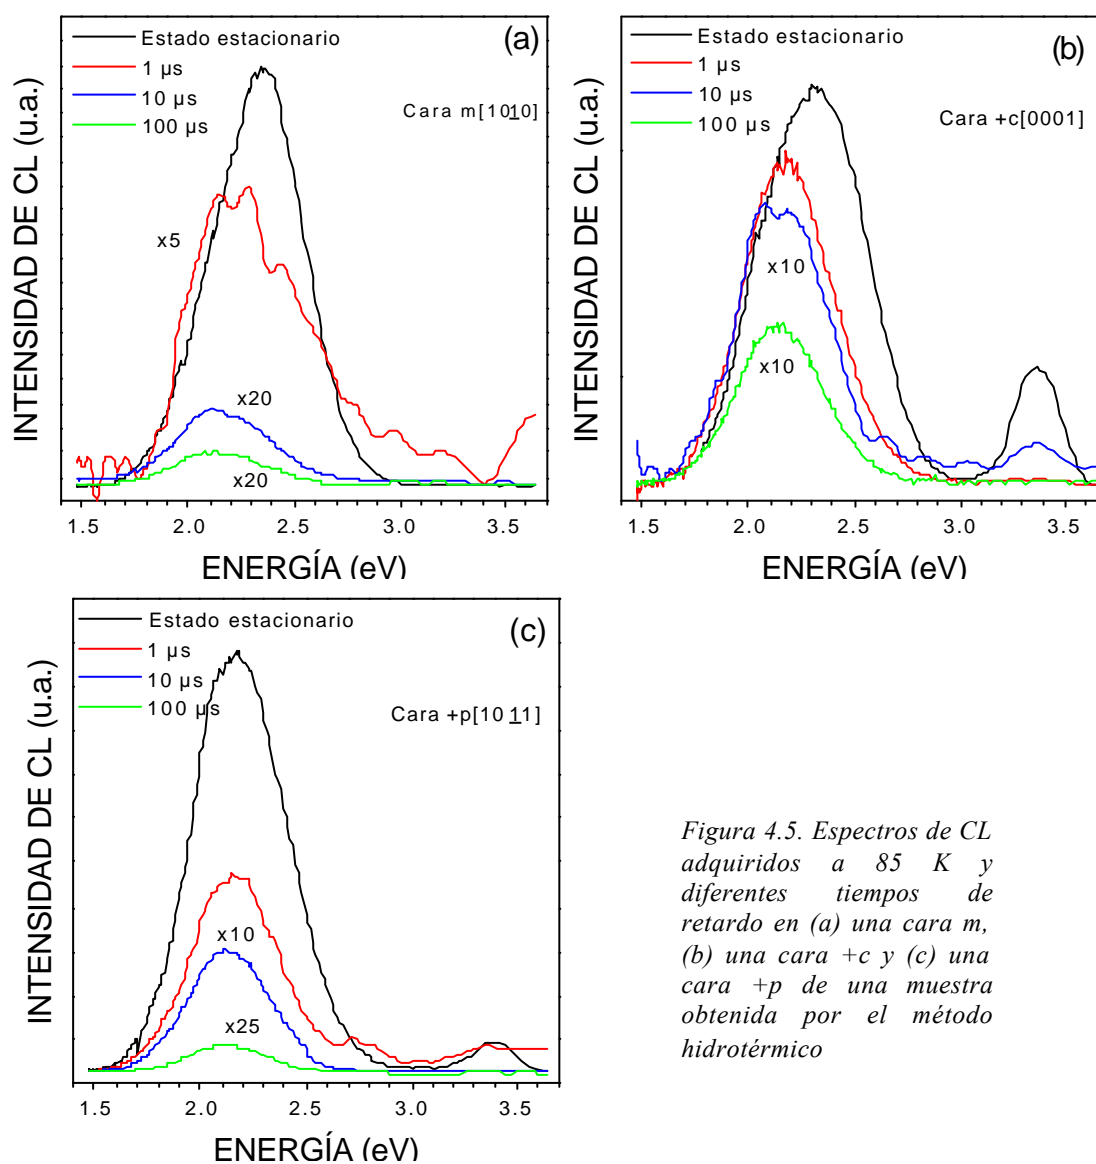 INTENSIDAD DE CL (u.a.)
Estado estacionario
1 µs
10 µs
100 µs
(a)
Cara m[1010]
x5
x20
x20
1.5 2.0 2.5 3.0 3.5
ENERGÍA (eV)
INTENSIDAD DE CL (u.a.)
Estado estacionario
1 µs
10 µs
100 µs
(b)
Cara +c[0001]
x10
x10
1.5 2.0 2.5 3.0 3.5
ENERGÍA (eV)
INTENSIDAD DE CL (u.a.)
Estado estacionario
1 µs
10 µs
100 µs
(c)
Cara +p[1011]
x10
x25
1.5 2.0 2.5 3.0 3.5
ENERGÍA (eV)
Figura 4.5. Espectros de CL
adquiridos a 85 K y
diferentes tiempos de
retardo en (a) una cara m,
(b) una cara +c y (c) una
cara +p de una muestra
obtenida por el método
hidrotérmico